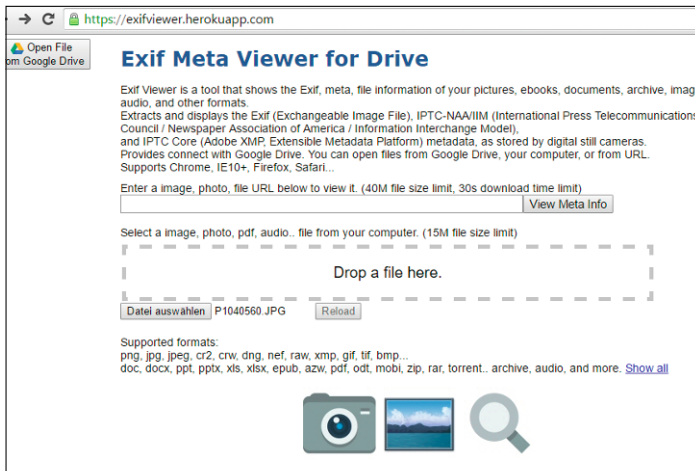 https://exifviewer.herokuapp.com
Open File
om Google Drive
Exif Meta Viewer for Drive
Exif Viewer is a tool that shows the Exif, meta, file information of your pictures, ebooks, documents, archive, imag
audio, and other formats.
Extracts and displays the Exif (Exchangeable Image File), IPTC-NAA/IIM (International Press Telecommunications
Council / Newspaper Association of America / Information Interchange Model),
and IPTC Core (Adobe XMP, Extensible Metadata Platform) metadata, as stored by digital still cameras.
Provides connect with Google Drive. You can open files from Google Drive, your computer, or from URL.
Supports Chrome, IE10+, Firefox, Safari...
Enter a image, photo, file URL below to view it. (40M file size limit, 30s download time limit)
View Meta Info
Select a image, photo, pdf, audio.. file from your computer. (15M file size limit)
Drop a file here.
Datei auswählen P1040560.JPG Reload
Supported formats:
png, jpg, jpeg, cr2, crw, dng, nef, raw, xmp, gif, tif, bmp...
doc, docx, ppt, pptx, xls, xlsx, epub, azw, pdf, odt, mobi, zip, rar, torrent.. archive, audio, and more. Show all